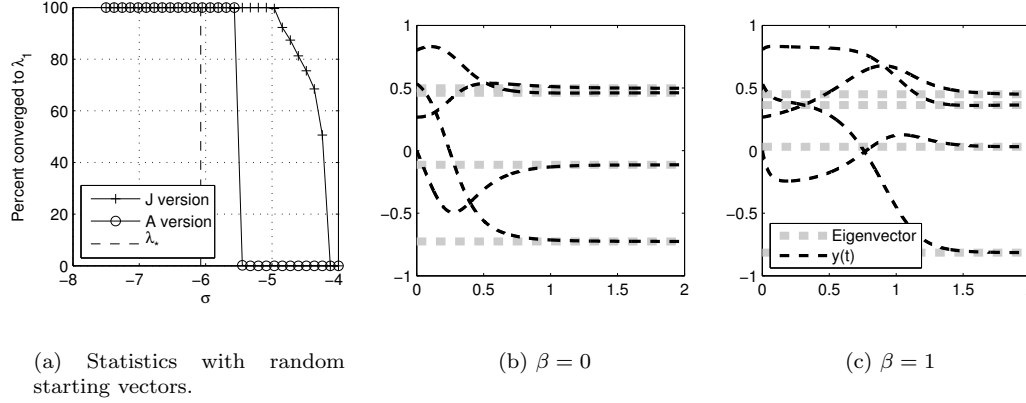 100
80
60
40
20
0
Percent converged to λ1
J version
A version
λ*
-8
-7
-6
-5
-4
σ
(a) Statistics with random
starting vectors.
1
0.5
0
−0.5
−1
0
0.5
1
1.5
2
(b) β = 0
1
0.5
0
−0.5
−1
Eigenvector
y(t)
0
0.5
1
1.5
(c) β = 1